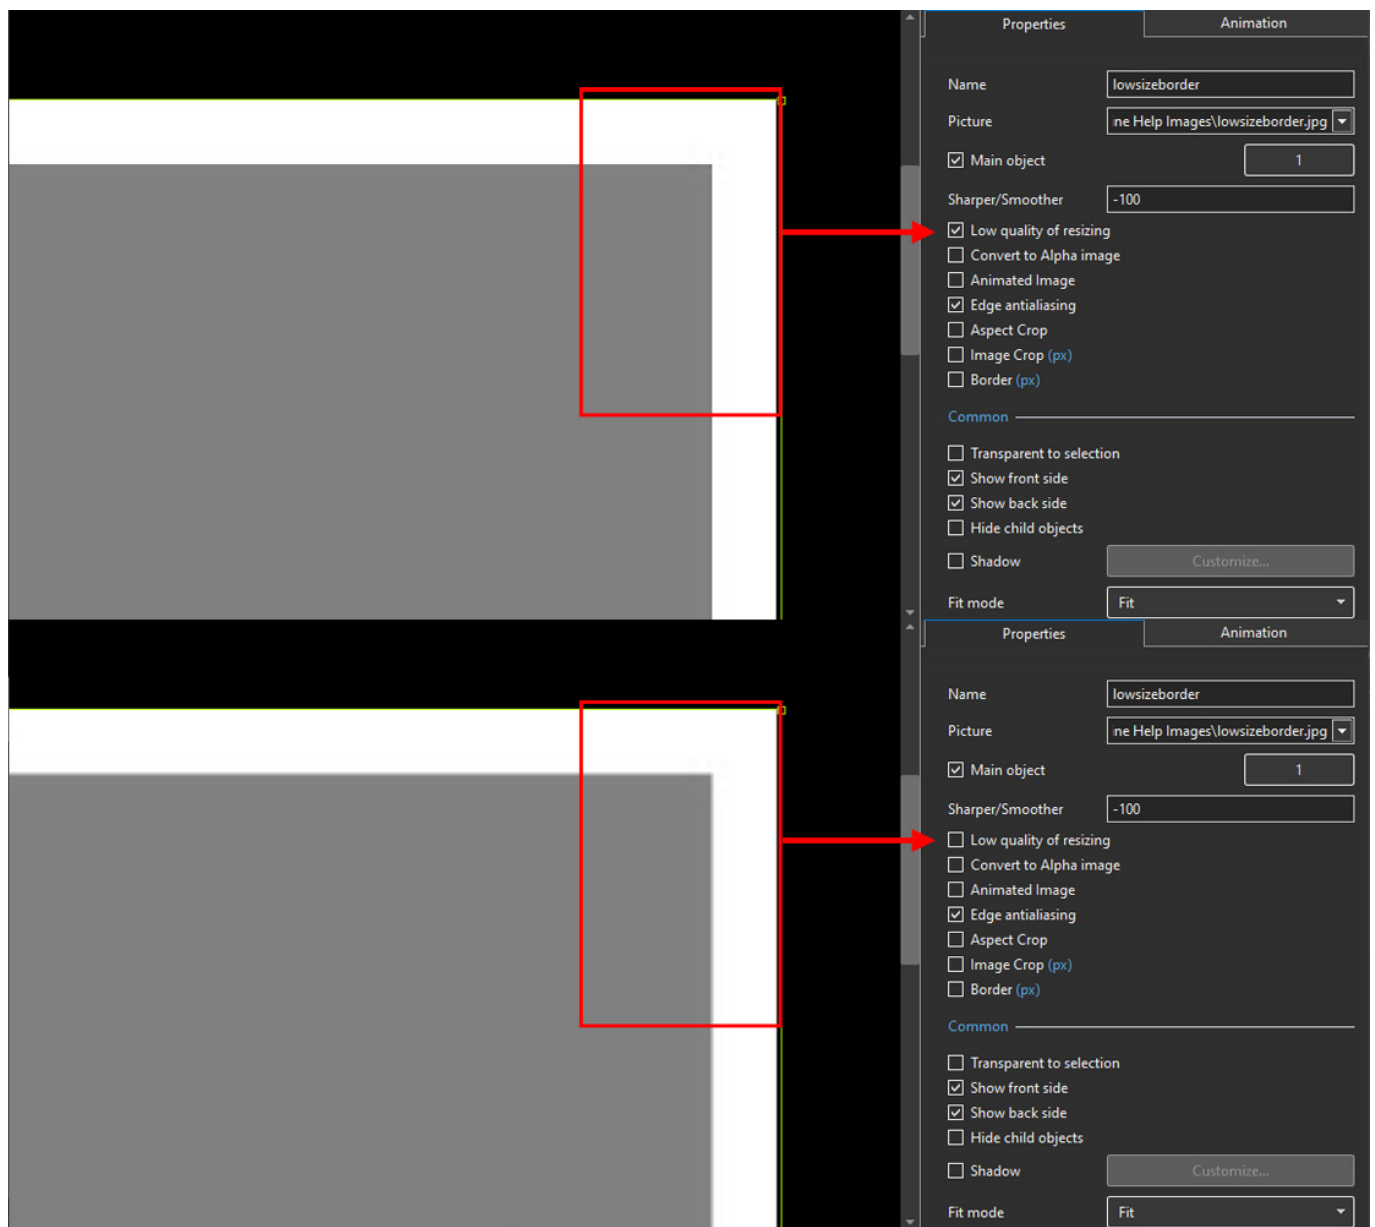 Properties Animation
Name lowsizeborder
Picture ne Help Images\lowsizeborder.jpg
Main object 1
Sharper/Smoother -100
Low quality of resizing
Convert to Alpha image
Animated Image
Edge antialiasing
Aspect Crop
Image Crop (px)
Border (px)
Common
Transparent to selection
Show front side
Show back side
Hide child objects
Shadow Customize...
Fit mode Fit
Properties Animation
Name lowsizeborder
Picture ne Help Images\lowsizeborder.jpg
Main object 1
Sharper/Smoother -100
Low quality of resizing
Convert to Alpha image
Animated Image
Edge antialiasing
Aspect Crop
Image Crop (px)
Border (px)
Common
Transparent to selection
Show front side
Show back side
Hide child objects
Shadow Customize...
Fit mode Fit